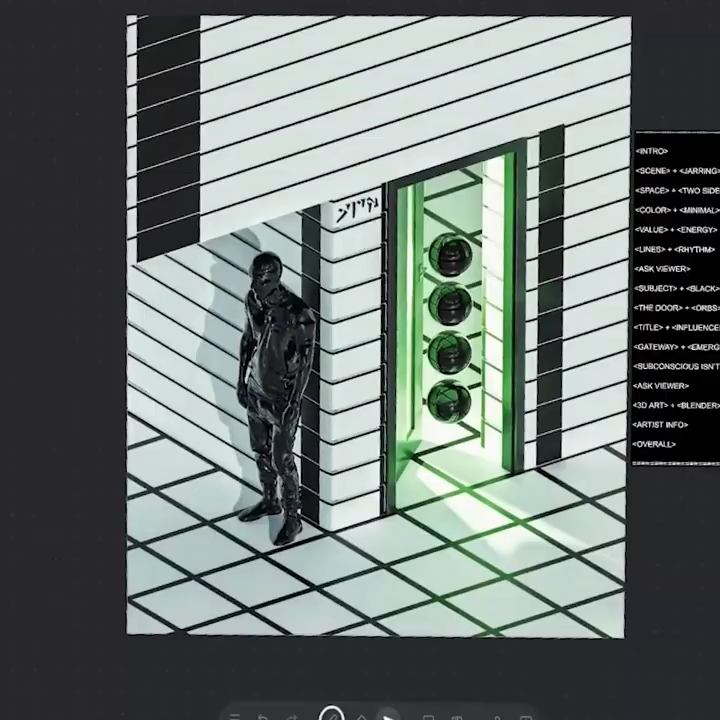 <INTRO>
<SCENE> + <JARRING
<SPACE> + <TWO SIDE
<COLOR> + <MINIMAL
<VALUE> + <ENERGY>
<LINES> + <RHYTHM>
<ASK VIEWER>
<SUBJECT> + <BLACK>
<THE DOOR> + <ORBS>
<TITLE> + <INFLUENCE
<GATEWAY> + <EMERG
<SUBCONSCIOUS ISN'T
<ASK VIEWER>
<3D ART> + <BLENDER>
<ARTIST INFO>
<OVERALL>